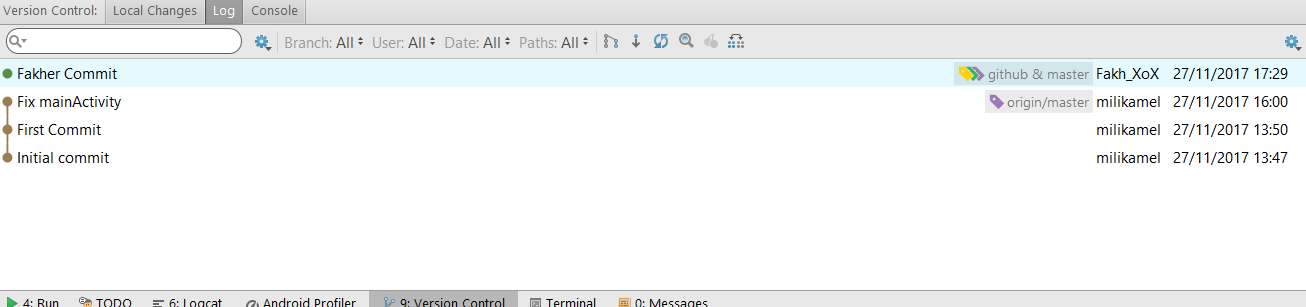 Version Control: Local Changes Log Console
Branch: All User: All Date: All Paths: All
Fakher Commit github & master Fakh_XoX 27/11/2017 17:29
Fix mainActivity origin/master milikamel 27/11/2017 16:00
First Commit milikamel 27/11/2017 13:50
Initial commit milikamel 27/11/2017 13:47
4: Run TODO 6: Logcat Android Profiler 9: Version Control Terminal 0: Messages